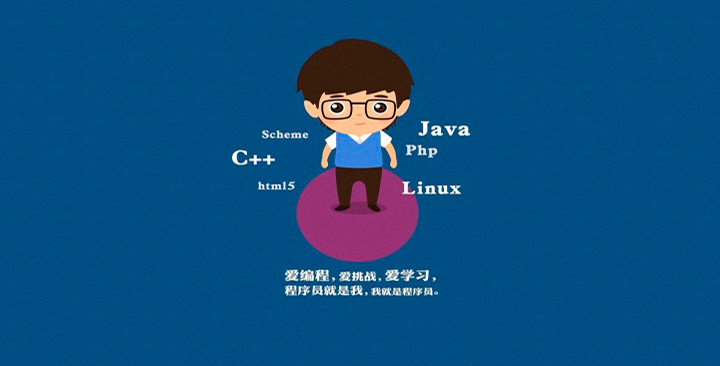 Scheme
Java
C++
Php
html5
Linux
爱编程，爱挑战，爱学习，
程序员就是我，我就是程序员。